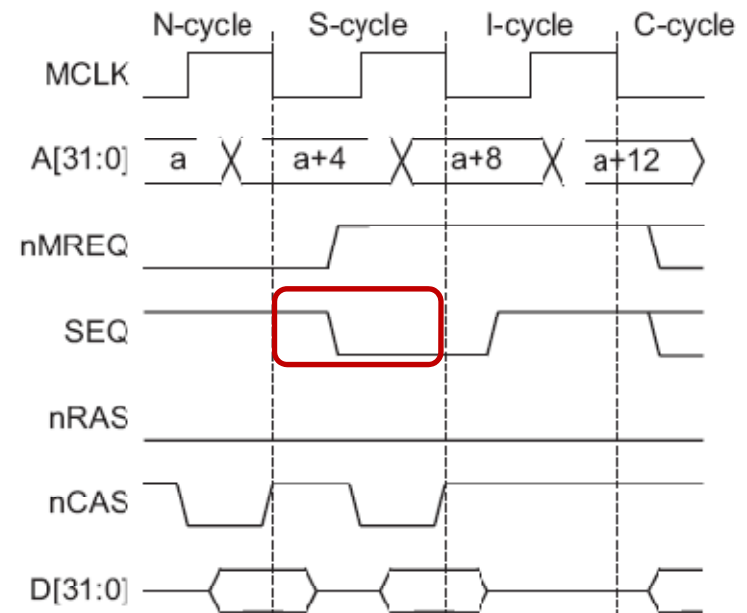 N-cycle S-cycle I-cycle C-cycle
MCLK
A[31:0] a a+4 a+8 a+12
nMREQ
SEQ
nRAS
nCAS
D[31:0]